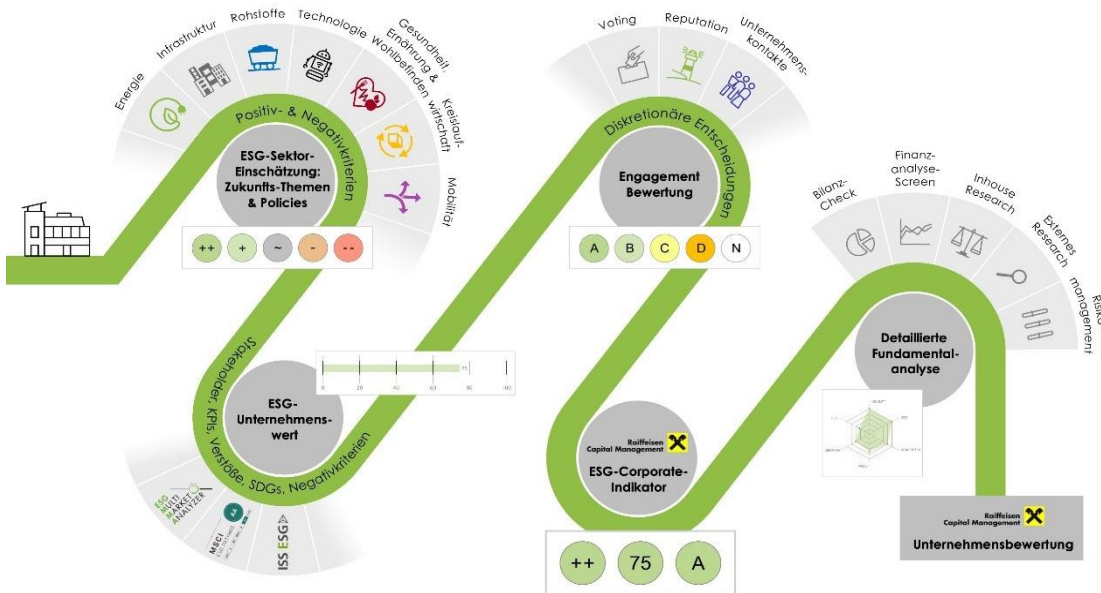 Energie
Infrastruktur
Rohstoffe
Technologie
Gesundheit,
Ernährung &
Wohlbefinden
Kreislauf-
wirtschaft
Mobilität
Positiv- & Negativkriterien
ESG-Sektor-
Einschätzung:
Zukunfts-Themen
& Policies
++ + ~ - --
Stakeholder, KPIs, Verstöße, SDGs, Negativkriterien
ESG-
Unternehmens-
wert
75
0 20 40 60 80 100
ESG
MULTI
MARKET
ANALYZER
MSCI
AA
ISS ESG
Voting
Reputation
Unternehmens-
kontakte
Diskretionäre Entscheidungen
Engagement
Bewertung
A B C D N
Raiffeisen
Capital Management
ESG-Corporate-
Indikator
++ 75 A
Bilanz-
Check
Finanz-
analyse-
Screen
Inhouse
Research
Externes
Research
Risiko
management
Detaillierte
Fundamental-
analyse
Raiffeisen
Capital Management
Unternehmensbewertung